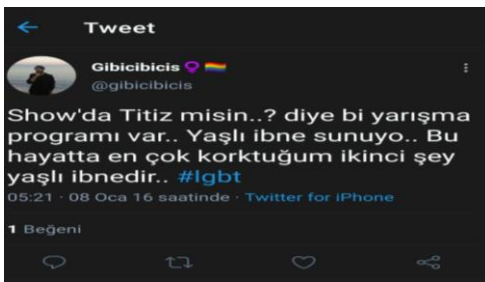 Tweet
Gibicibicis
@gibicibicis
Show'da Titiz misin..? diye bi yarışma
programı var.. Yaşlı ibne sunuyo.. Bu
hayatta en çok korktuğum ikinci şey
yaşlı ibnedir.. #lgbt
05:21 · 08 Oca 16 saatinde · Twitter for iPhone
1 Beğeni